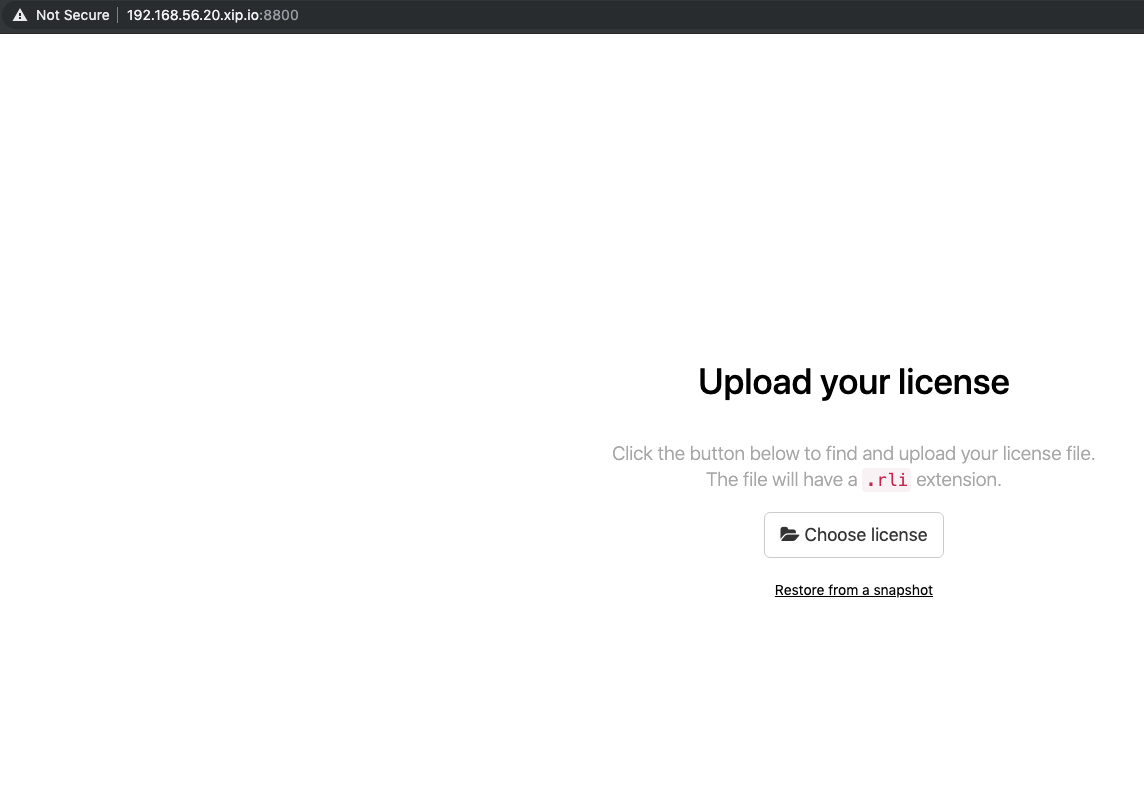 Not Secure | 192.168.56.20.xip.io:8800
Upload your license
Click the button below to find and upload your license file.
The file will have a .rli extension.
Choose license
Restore from a snapshot